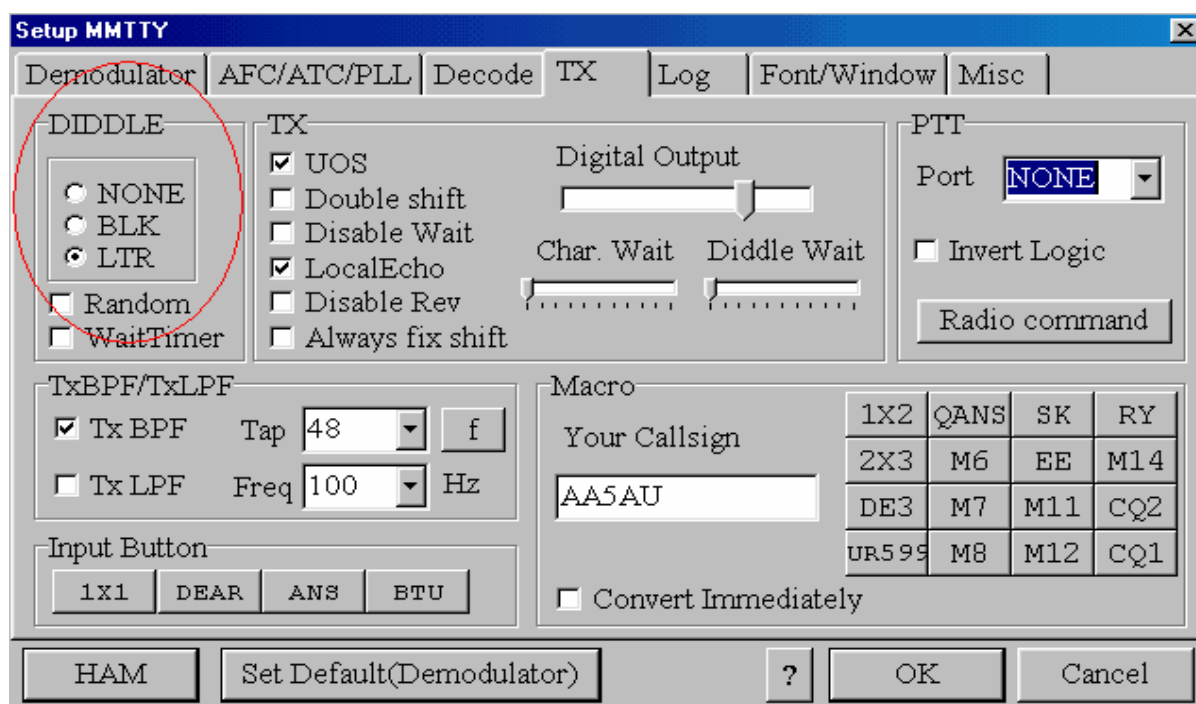 Setup MMTTY
Demodulator AFC/ATC/PLL Decode TX Log Font/Window Misc
DIDDLE
NONE
BLK
LTR
Random
WaitTimer
TX
UOS
Double shift
Disable Wait
LocalEcho
Disable Rev
Always fix shift
Digital Output
Char. Wait Diddle Wait
PTT
Port NONE
Invert Logic
Radio command
TxBPF/TxLPF
Tx BPF Tap 48 f
Tx LPF Freq 100 Hz
Input Button
1X1 DEAR ANS BTU
Macro
Your Callsign
AA5AU
Convert Immediately
1X2 QANS SK RY
2X3 M6 EE M14
DE3 M7 M11 CQ2
UR599 M8 M12 CQ1
HAM Set Default(Demodulator) ? OK Cancel